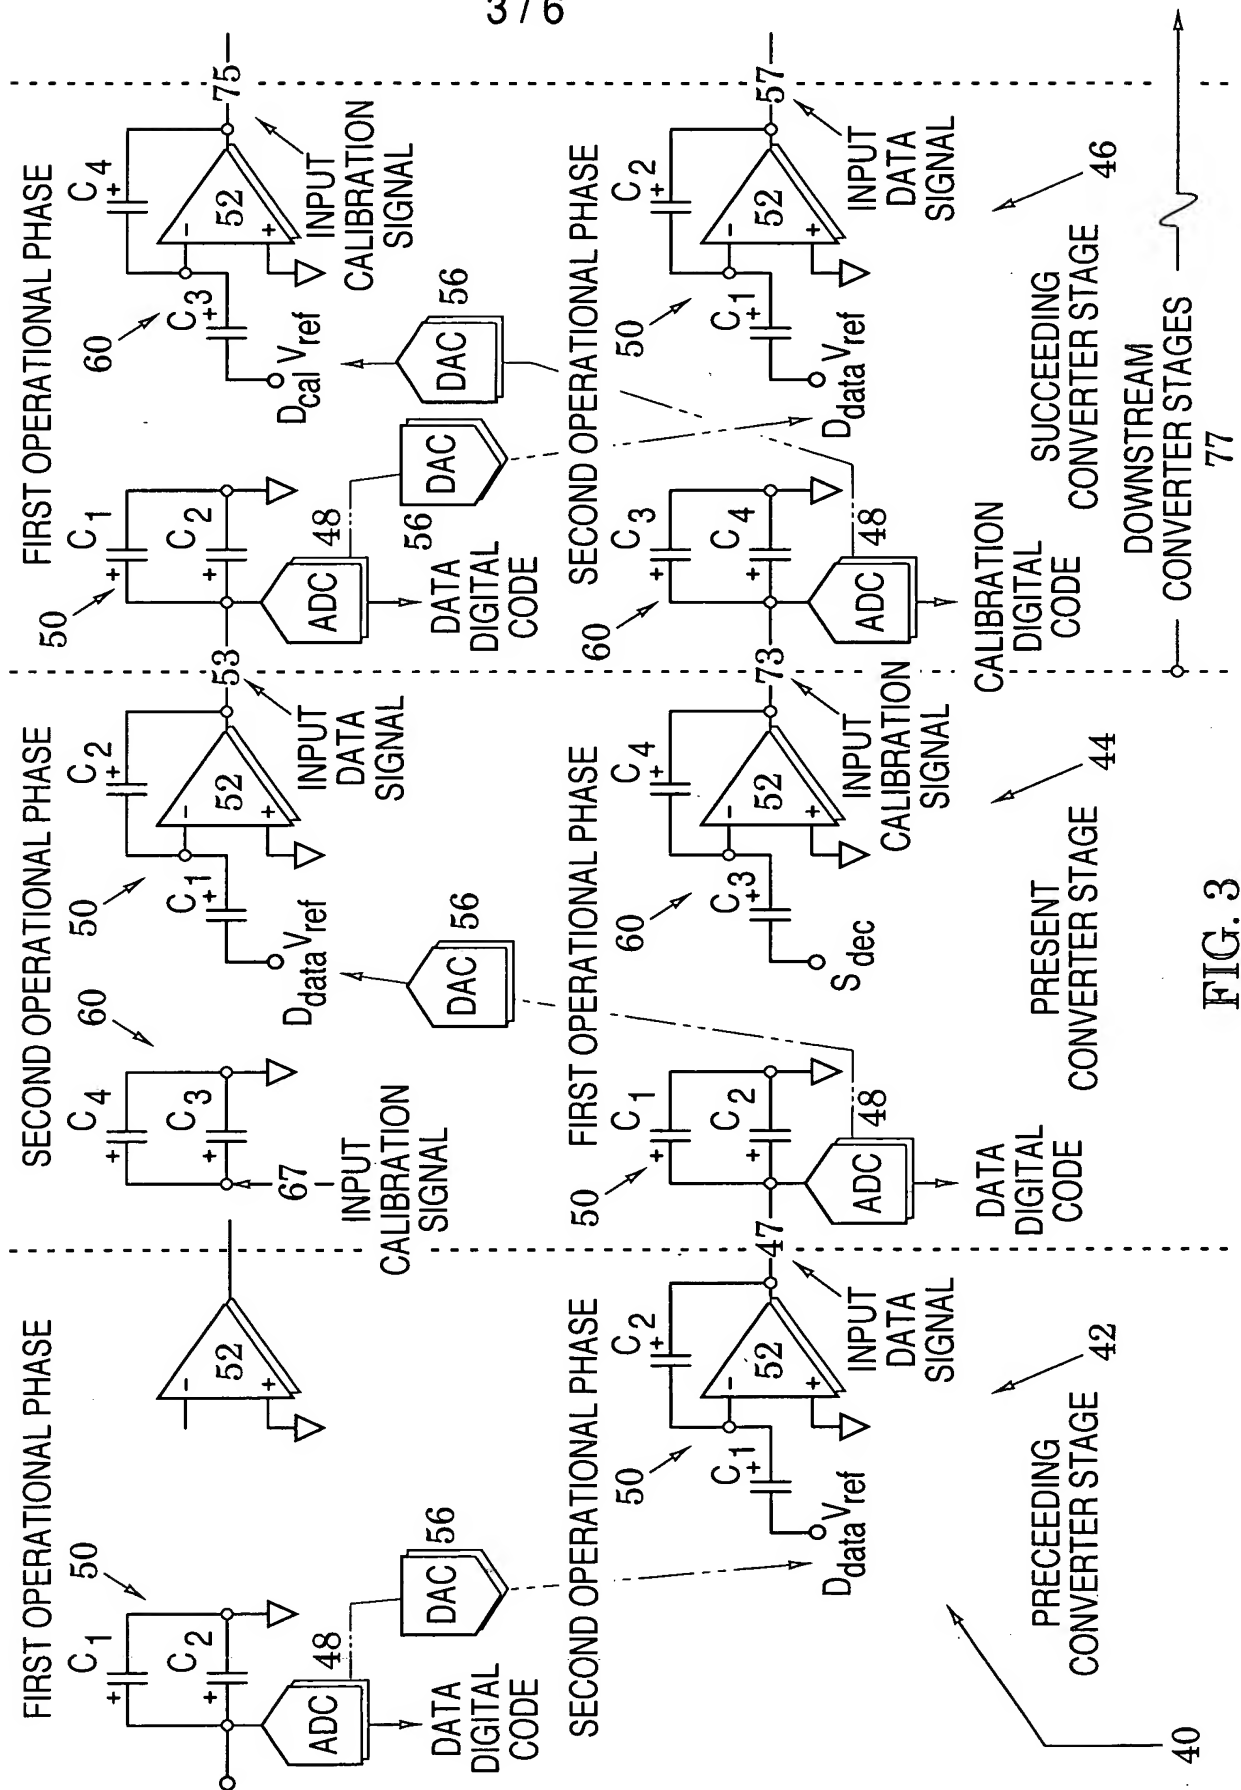 3 / 6
FIRST OPERATIONAL PHASE
50
C1
+
C2
+
ADC
48
DATA
DIGITAL
CODE
DAC
56
52
-
+
SECOND OPERATIONAL PHASE
50
C1
+
C2
+
52
-
+
Ddata Vref
47
INPUT
DATA
SIGNAL
PRECEEDING
CONVERTER STAGE
42
40
SECOND OPERATIONAL PHASE
60
C4
+
C3
+
67
INPUT
CALIBRATION
SIGNAL
50
C1
+
C2
+
52
-
+
Ddata Vref
53
INPUT
DATA
SIGNAL
DAC
56
FIRST OPERATIONAL PHASE
50
C1
+
C2
+
ADC
48
DATA
DIGITAL
CODE
60
C3
+
C4
+
52
-
+
Sdec
73
INPUT
CALIBRATION
SIGNAL
PRESENT
CONVERTER STAGE
44
FIRST OPERATIONAL PHASE
50
C1
+
C2
+
ADC
48
DATA
DIGITAL
CODE
DAC
56
DAC
56
60
C3
+
C4
+
52
-
+
Dcal Vref
75
INPUT
CALIBRATION
SIGNAL
SECOND OPERATIONAL PHASE
60
C3
+
C4
+
ADC
48
CALIBRATION
DIGITAL
CODE
50
C1
+
C2
+
52
-
+
Ddata Vref
57
INPUT
DATA
SIGNAL
SUCCEEDING
CONVERTER STAGE
46
DOWNSTREAM
CONVERTER STAGES
77
FIG. 3